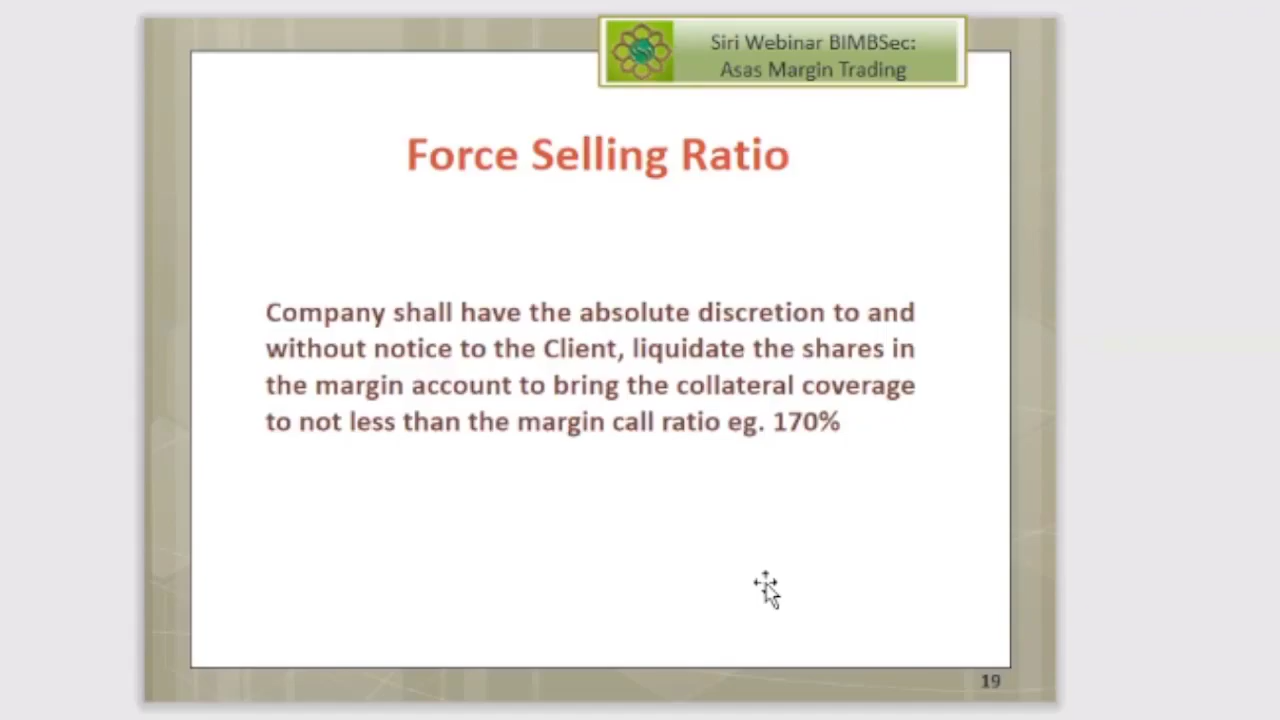 Siri Webinar BIMBSec:
Asas Margin Trading
Force Selling Ratio
Company shall have the absolute discretion to and
without notice to the Client, liquidate the shares in
the margin account to bring the collateral coverage
to not less than the margin call ratio eg. 170%
19